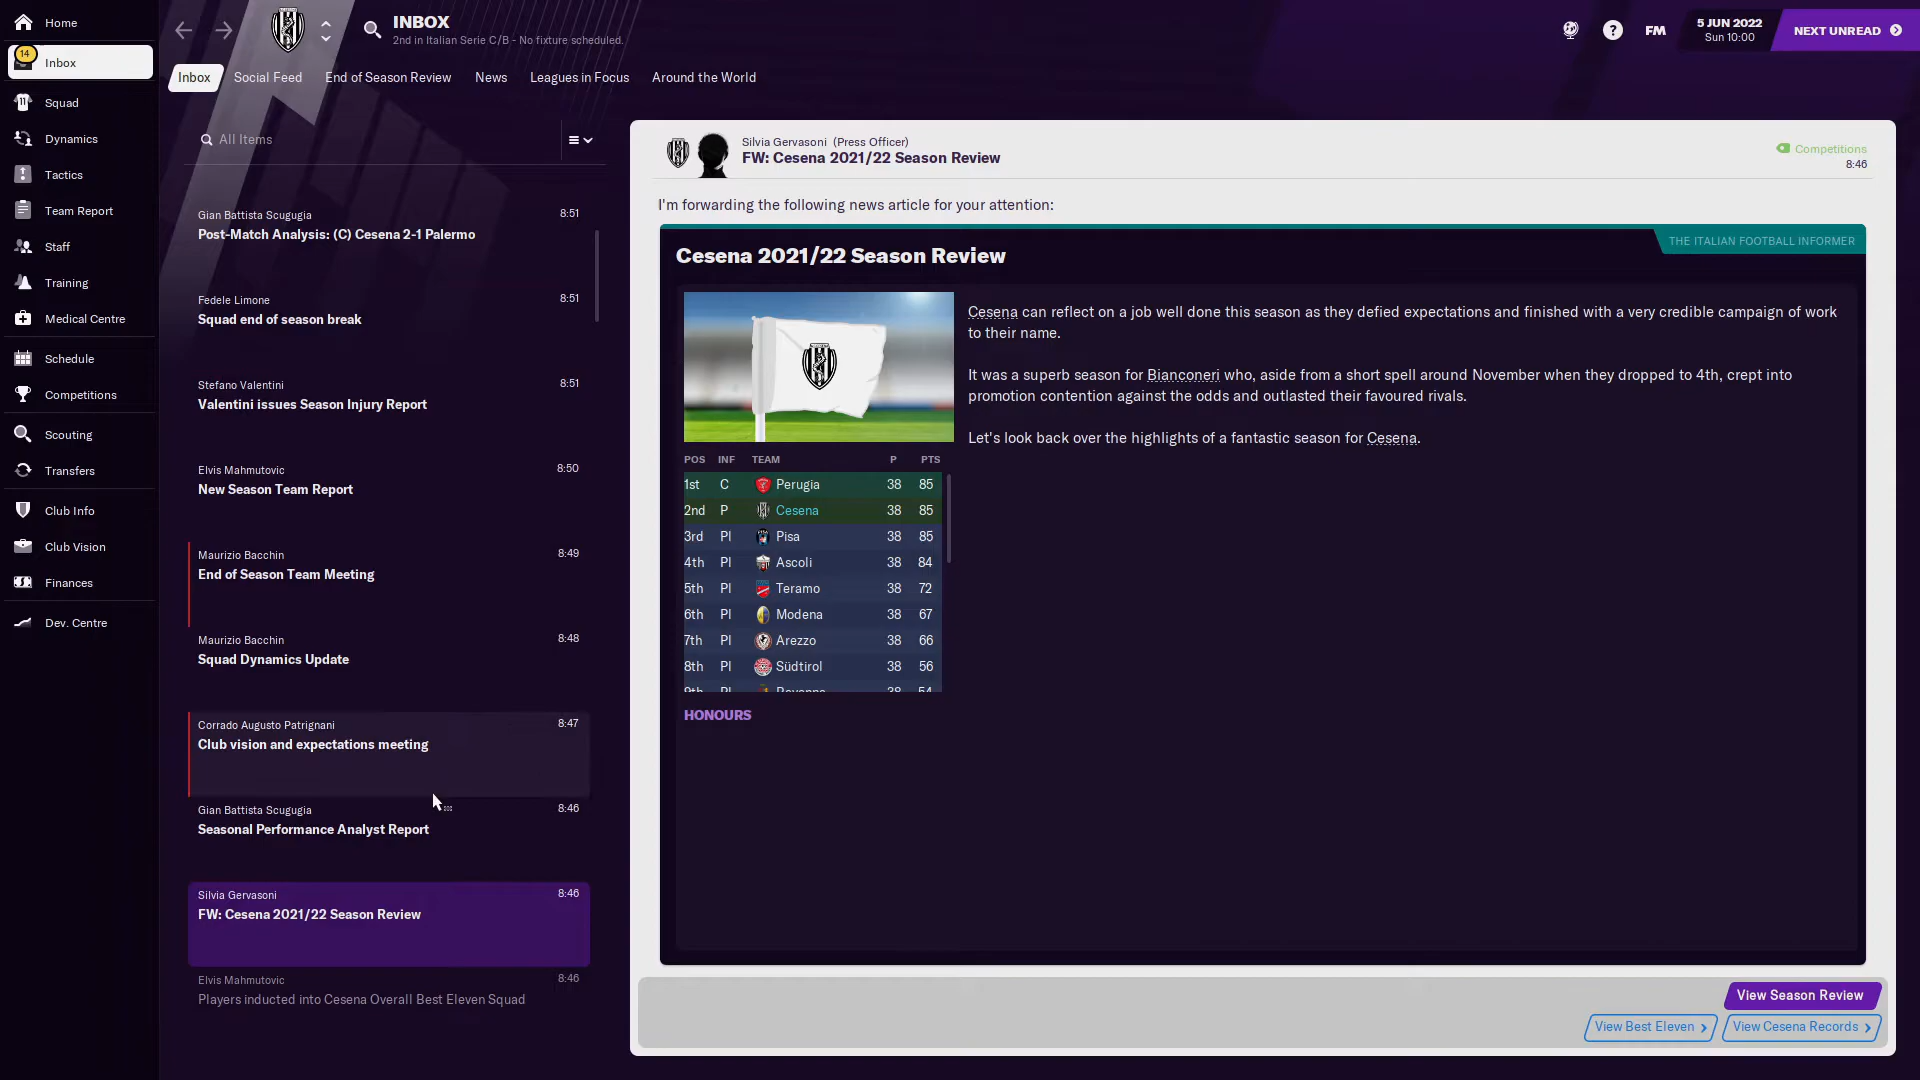 Home
14
Inbox
Squad
Dynamics
Tactics
Team Report
Staff
Training
Medical Centre
Schedule
Competitions
Scouting
Transfers
Club Info
Club Vision
Finances
Dev. Centre
INBOX
2nd in Italian Serie C/B - No fixture scheduled.
FM
5 JUN 2022
Sun 10:00
NEXT UNREAD
Inbox
Social Feed
End of Season Review
News
Leagues in Focus
Around the World
All Items
Gian Battista Scugugia 8:51
Post-Match Analysis: (C) Cesena 2-1 Palermo
Fedele Limone 8:51
Squad end of season break
Stefano Valentini 8:51
Valentini issues Season Injury Report
Elvis Mahmutovic 8:50
New Season Team Report
Maurizio Bacchin 8:49
End of Season Team Meeting
Maurizio Bacchin 8:48
Squad Dynamics Update
Corrado Augusto Patrignani 8:47
Club vision and expectations meeting
Gian Battista Scugugia 8:46
Seasonal Performance Analyst Report
Silvia Gervasoni 8:46
FW: Cesena 2021/22 Season Review
Elvis Mahmutovic 8:46
Players inducted into Cesena Overall Best Eleven Squad
Silvia Gervasoni (Press Officer)
FW: Cesena 2021/22 Season Review
Competitions
8:46
I'm forwarding the following news article for your attention:
THE ITALIAN FOOTBALL INFORMER
Cesena 2021/22 Season Review
Cesena can reflect on a job well done this season as they defied expectations and finished with a very credible campaign of work
to their name.
It was a superb season for Bianconeri who, aside from a short spell around November when they dropped to 4th, crept into
promotion contention against the odds and outlasted their favoured rivals.
Let's look back over the highlights of a fantastic season for Cesena.
POS INF TEAM P PTS
1st C Perugia 38 85
2nd P Cesena 38 85
3rd Pl Pisa 38 85
4th Pl Ascoli 38 84
5th Pl Teramo 38 72
6th Pl Modena 38 67
7th Pl Arezzo 38 66
8th Pl Südtirol 38 56
9th Pl Ravenna 38 54
HONOURS
View Season Review
View Best Eleven
View Cesena Records